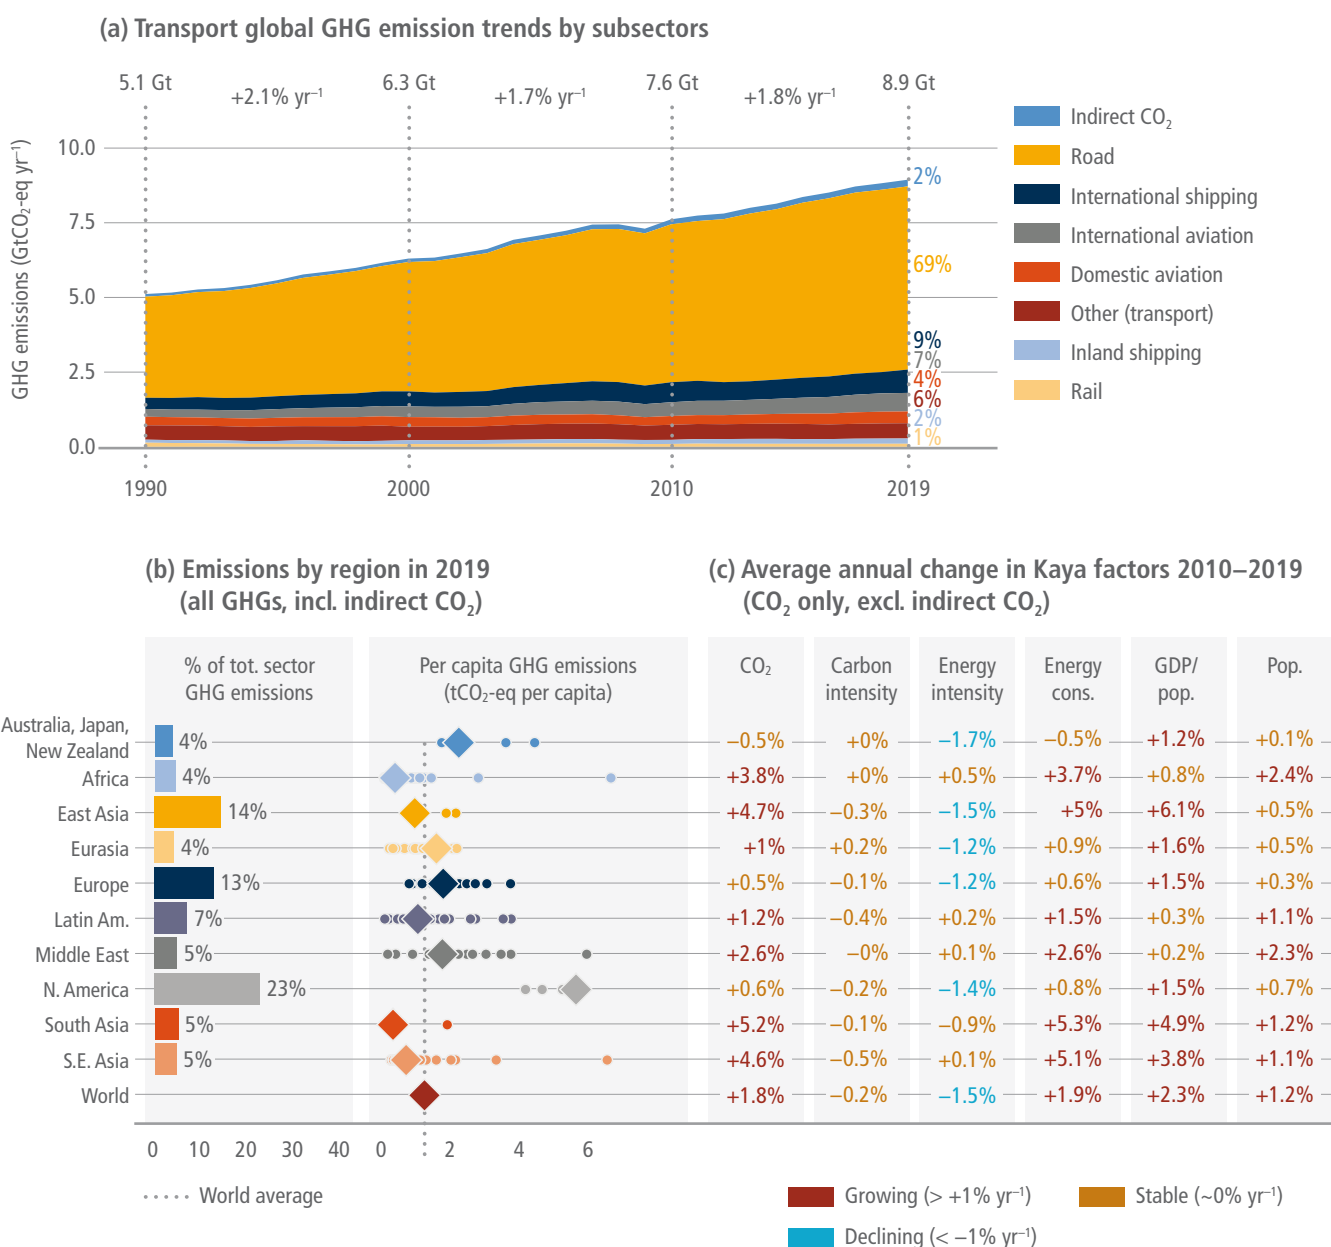 (a) Transport global GHG emission trends by subsectors
5.1 Gt
6.3 Gt
7.6 Gt
8.9 Gt
+2.1% yr⁻¹
+1.7% yr⁻¹
+1.8% yr⁻¹
GHG emissions (GtCO₂-eq yr⁻¹)
10.0
7.5
5.0
2.5
0.0
2%
69%
9%
7%
4%
6%
2%
1%
1990
2000
2010
2019
Indirect CO₂
Road
International shipping
International aviation
Domestic aviation
Other (transport)
Inland shipping
Rail
(b) Emissions by region in 2019
(all GHGs, incl. indirect CO₂)
(c) Average annual change in Kaya factors 2010–2019
(CO₂ only, excl. indirect CO₂)
% of tot. sector
GHG emissions
Per capita GHG emissions
(tCO₂-eq per capita)
CO₂
Carbon
intensity
Energy
intensity
Energy
cons.
GDP/
pop.
Pop.
Australia, Japan,
New Zealand
4%
−0.5% +0% −1.7% −0.5% +1.2% +0.1%
Africa 4% +3.8% +0% +0.5% +3.7% +0.8% +2.4%
East Asia 14% +4.7% −0.3% −1.5% +5% +6.1% +0.5%
Eurasia 4% +1% +0.2% −1.2% +0.9% +1.6% +0.5%
Europe 13% +0.5% −0.1% −1.2% +0.6% +1.5% +0.3%
Latin Am. 7% +1.2% −0.4% +0.2% +1.5% +0.3% +1.1%
Middle East 5% +2.6% −0% +0.1% +2.6% +0.2% +2.3%
N. America 23% +0.6% −0.2% −1.4% +0.8% +1.5% +0.7%
South Asia 5% +5.2% −0.1% −0.9% +5.3% +4.9% +1.2%
S.E. Asia 5% +4.6% −0.5% +0.1% +5.1% +3.8% +1.1%
World +1.8% −0.2% −1.5% +1.9% +2.3% +1.2%
0 10 20 30 40
0 2 4 6
World average
Growing (> +1% yr⁻¹)
Stable (~0% yr⁻¹)
Declining (< −1% yr⁻¹)